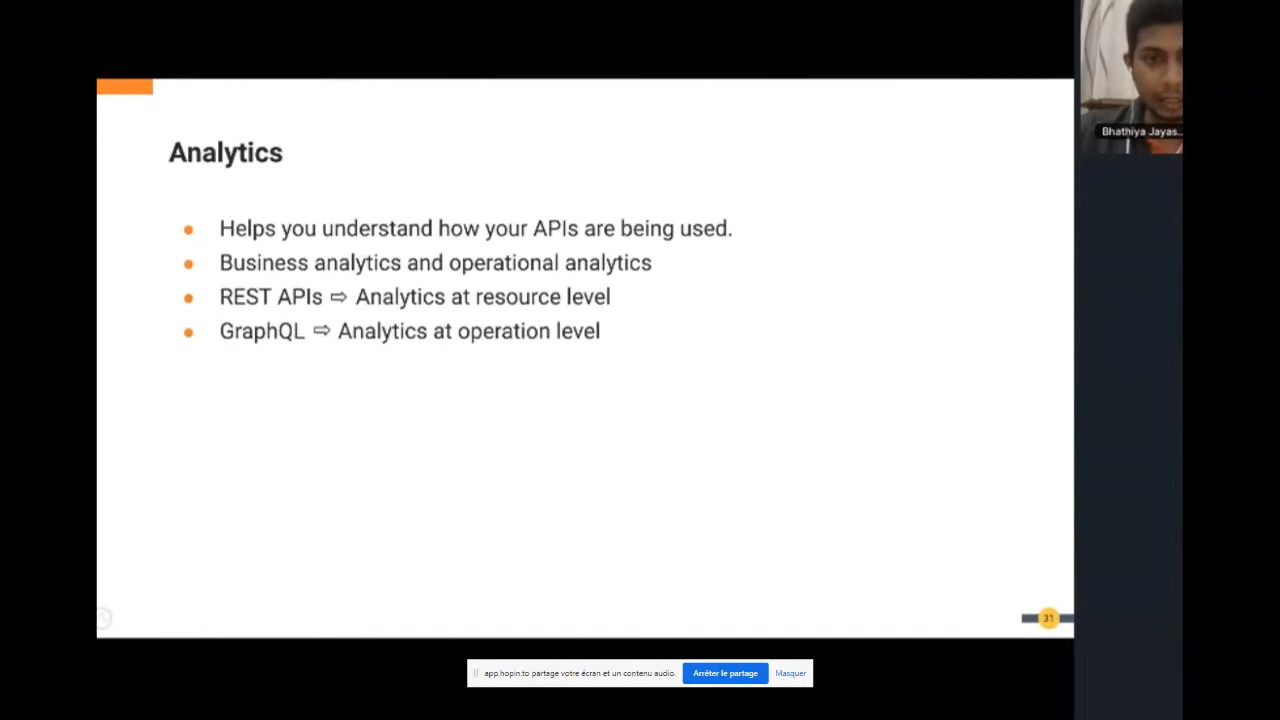 Analytics
Helps you understand how your APIs are being used.
Business analytics and operational analytics
REST APIs ⇨ Analytics at resource level
GraphQL ⇨ Analytics at operation level
Bhathiya Jayas...
31
app.hopin.to partage votre écran et un contenu audio. Arrêter le partage Masquer